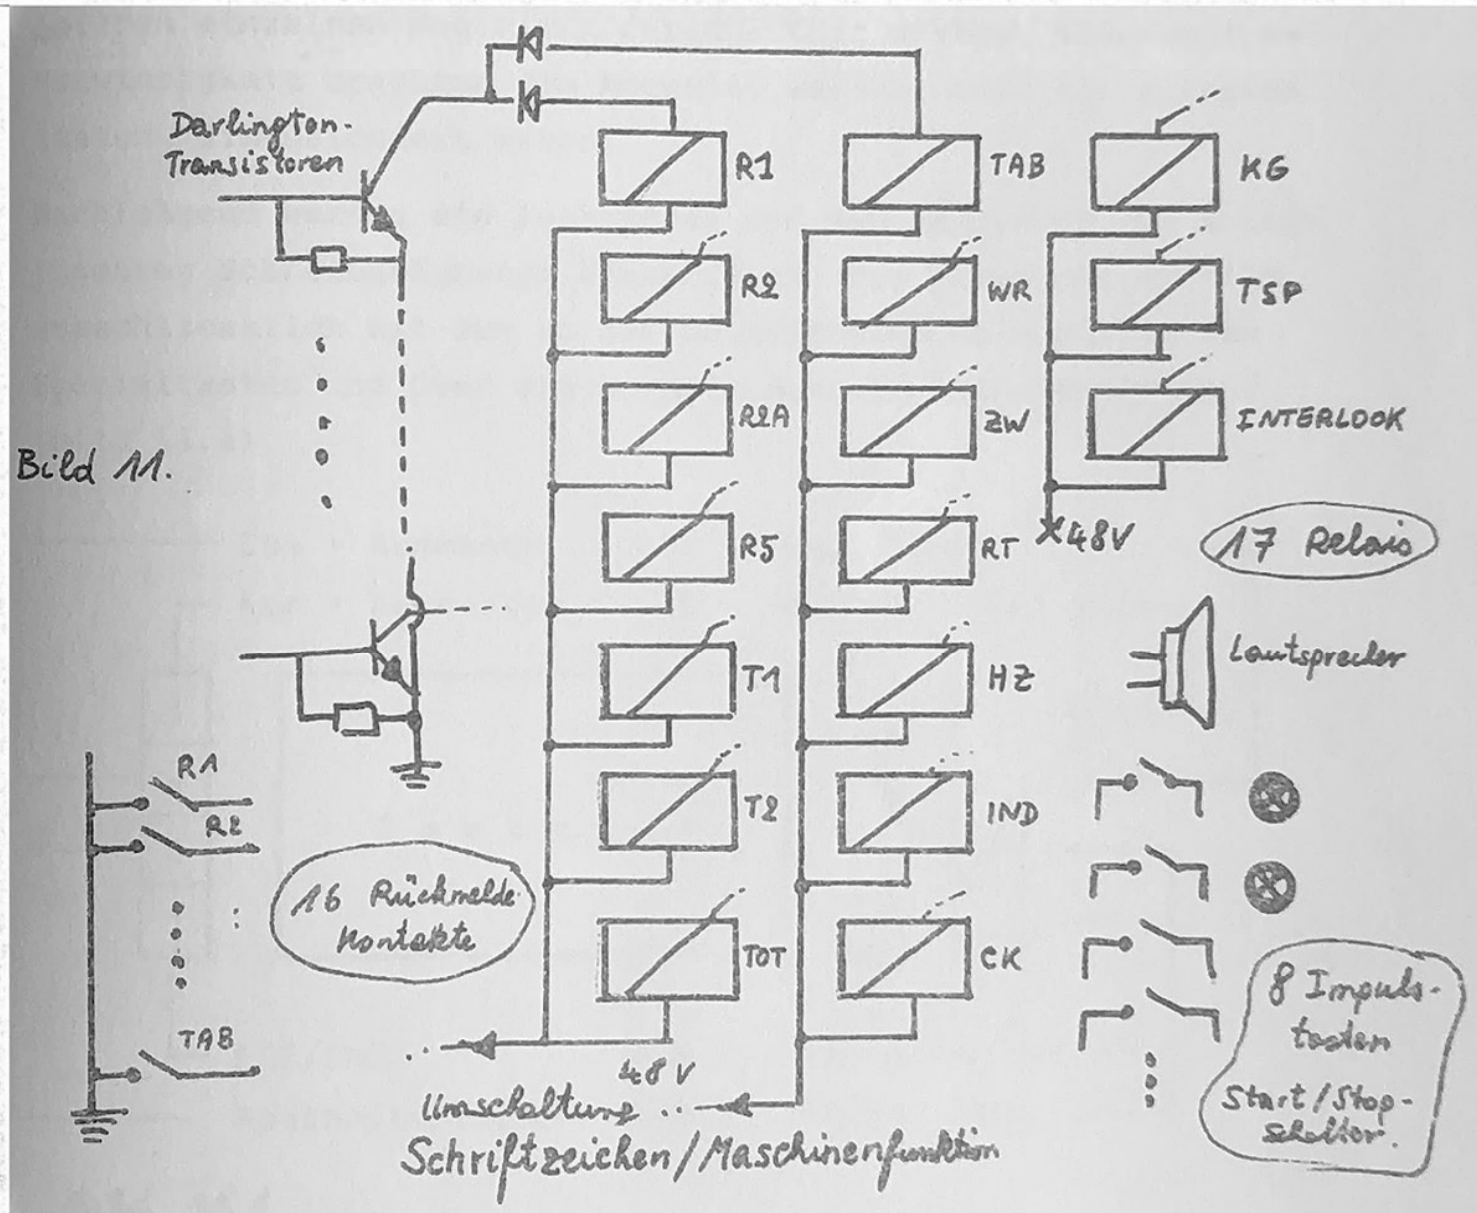 Darlington-
Transistoren
Bild 11.
R1
R2
R2A
R5
T1
T2
TOT
48 V
TAB
WR
ZW
RT
HZ
IND
CK
KG
TSP
INTERLOOK
48V
17 Relais
Lautsprecher
R1
R2
TAB
16 Rückmelde
Kontakte
8 Impuls-
tasten
Start/Stop-
schalter.
Umschaltung
Schriftzeichen/Maschinenfunktion